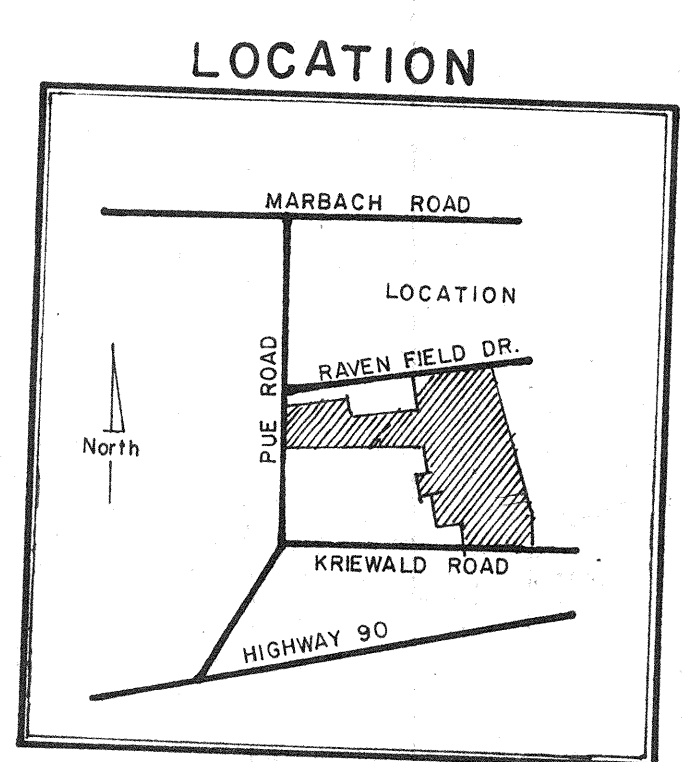 LOCATION
MARBACH ROAD
LOCATION
RAVEN FIELD DR.
PUE ROAD
North
KRIEWALD ROAD
HIGHWAY 90